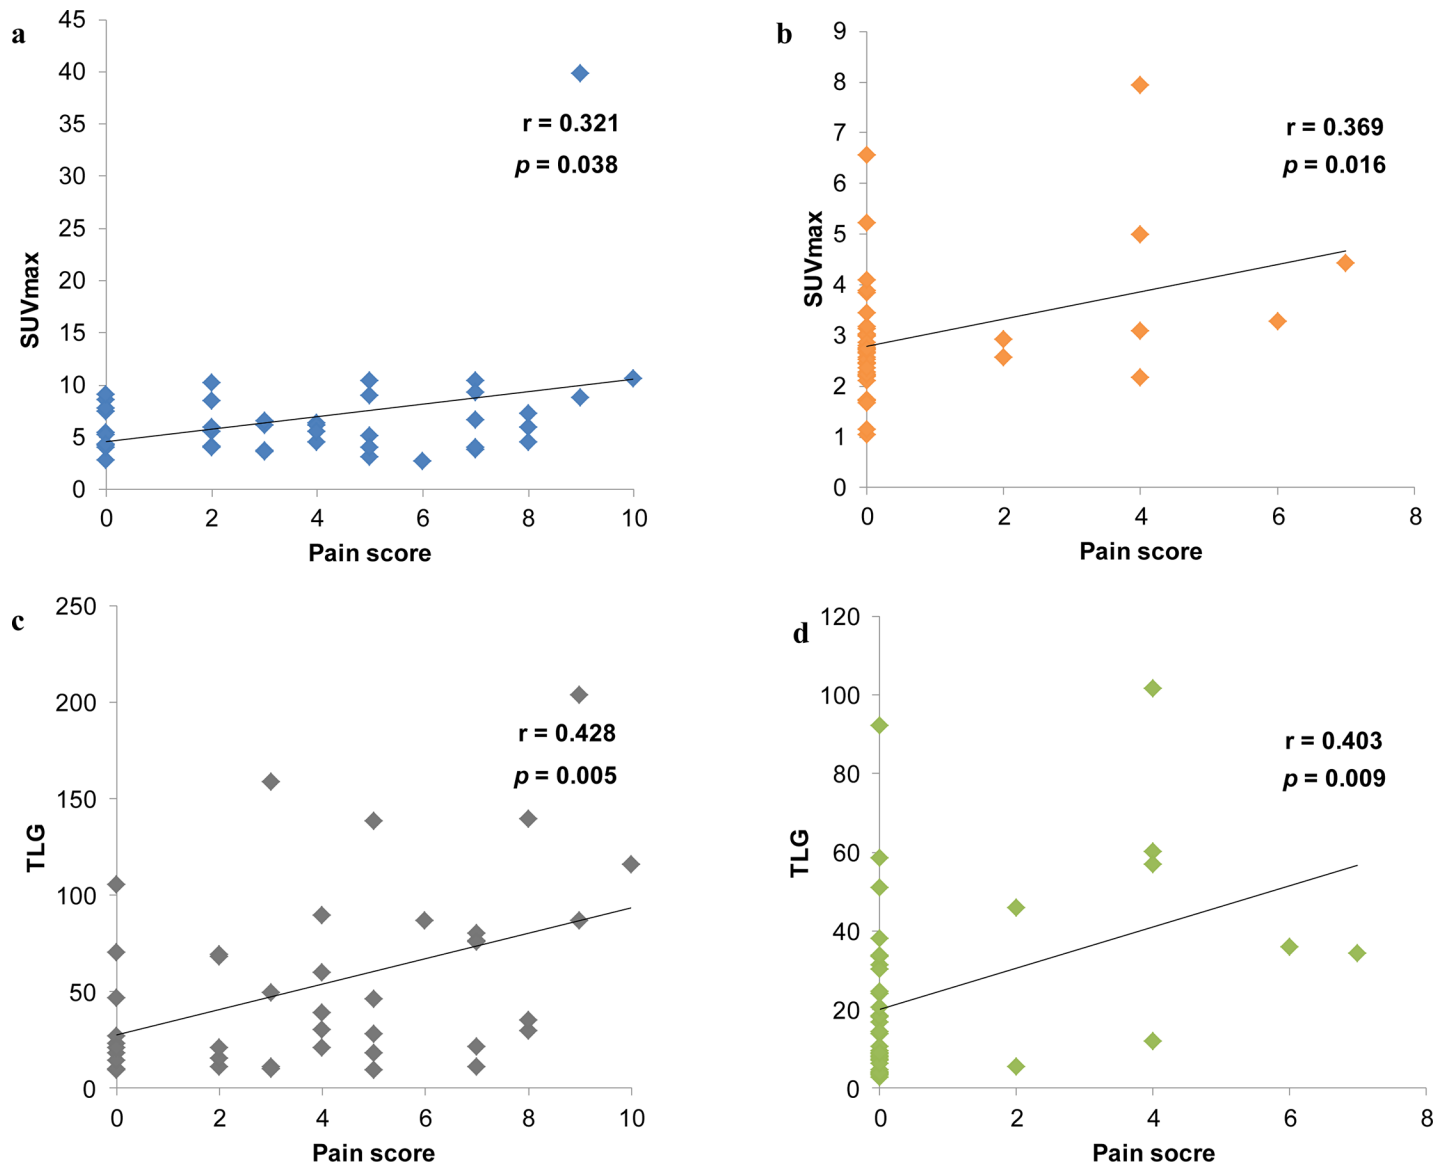 a
45
40
35
30
25
20
15
10
5
0
SUVmax
r = 0.321
p = 0.038
0 2 4 6 8 10
Pain score
b
9
8
7
6
5
4
3
2
1
0
SUVmax
r = 0.369
p = 0.016
0 2 4 6 8
Pain score
c
250
200
150
100
50
0
TLG
r = 0.428
p = 0.005
0 2 4 6 8 10
Pain score
d
120
100
80
60
40
20
0
TLG
r = 0.403
p = 0.009
0 2 4 6 8
Pain socre